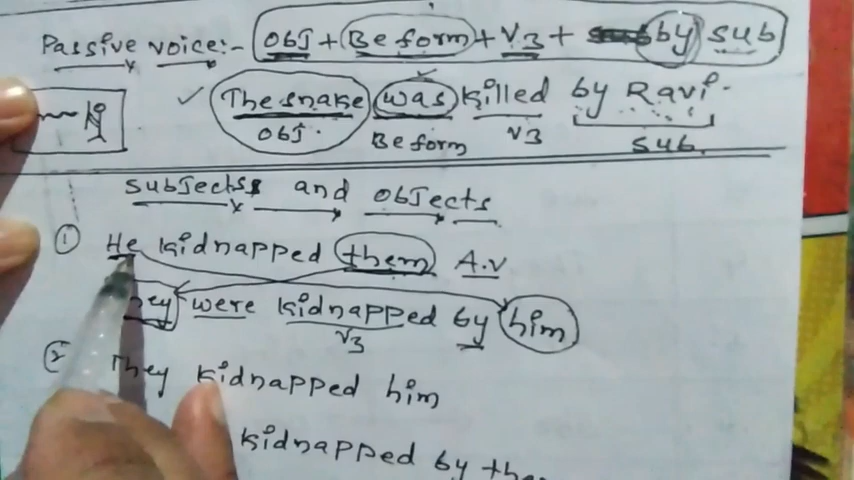 Passive voice:- OBJ + Be form + V3 + by sub
The snake was killed by Ravi.
OBJ. Be form V3 sub.
subjects and objects
① He kidnapped them A.V
were kidnapped by him
V3
② They kidnapped him
kidnapped by